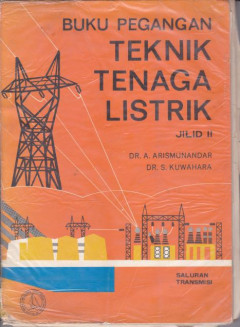 BUKU PEGANGAN
TEKNIK
TENAGA
LISTRIK
JILID II
DR. A. ARISMUNANDAR
DR. S. KUWAHARA
SALURAN
TRANSMISI